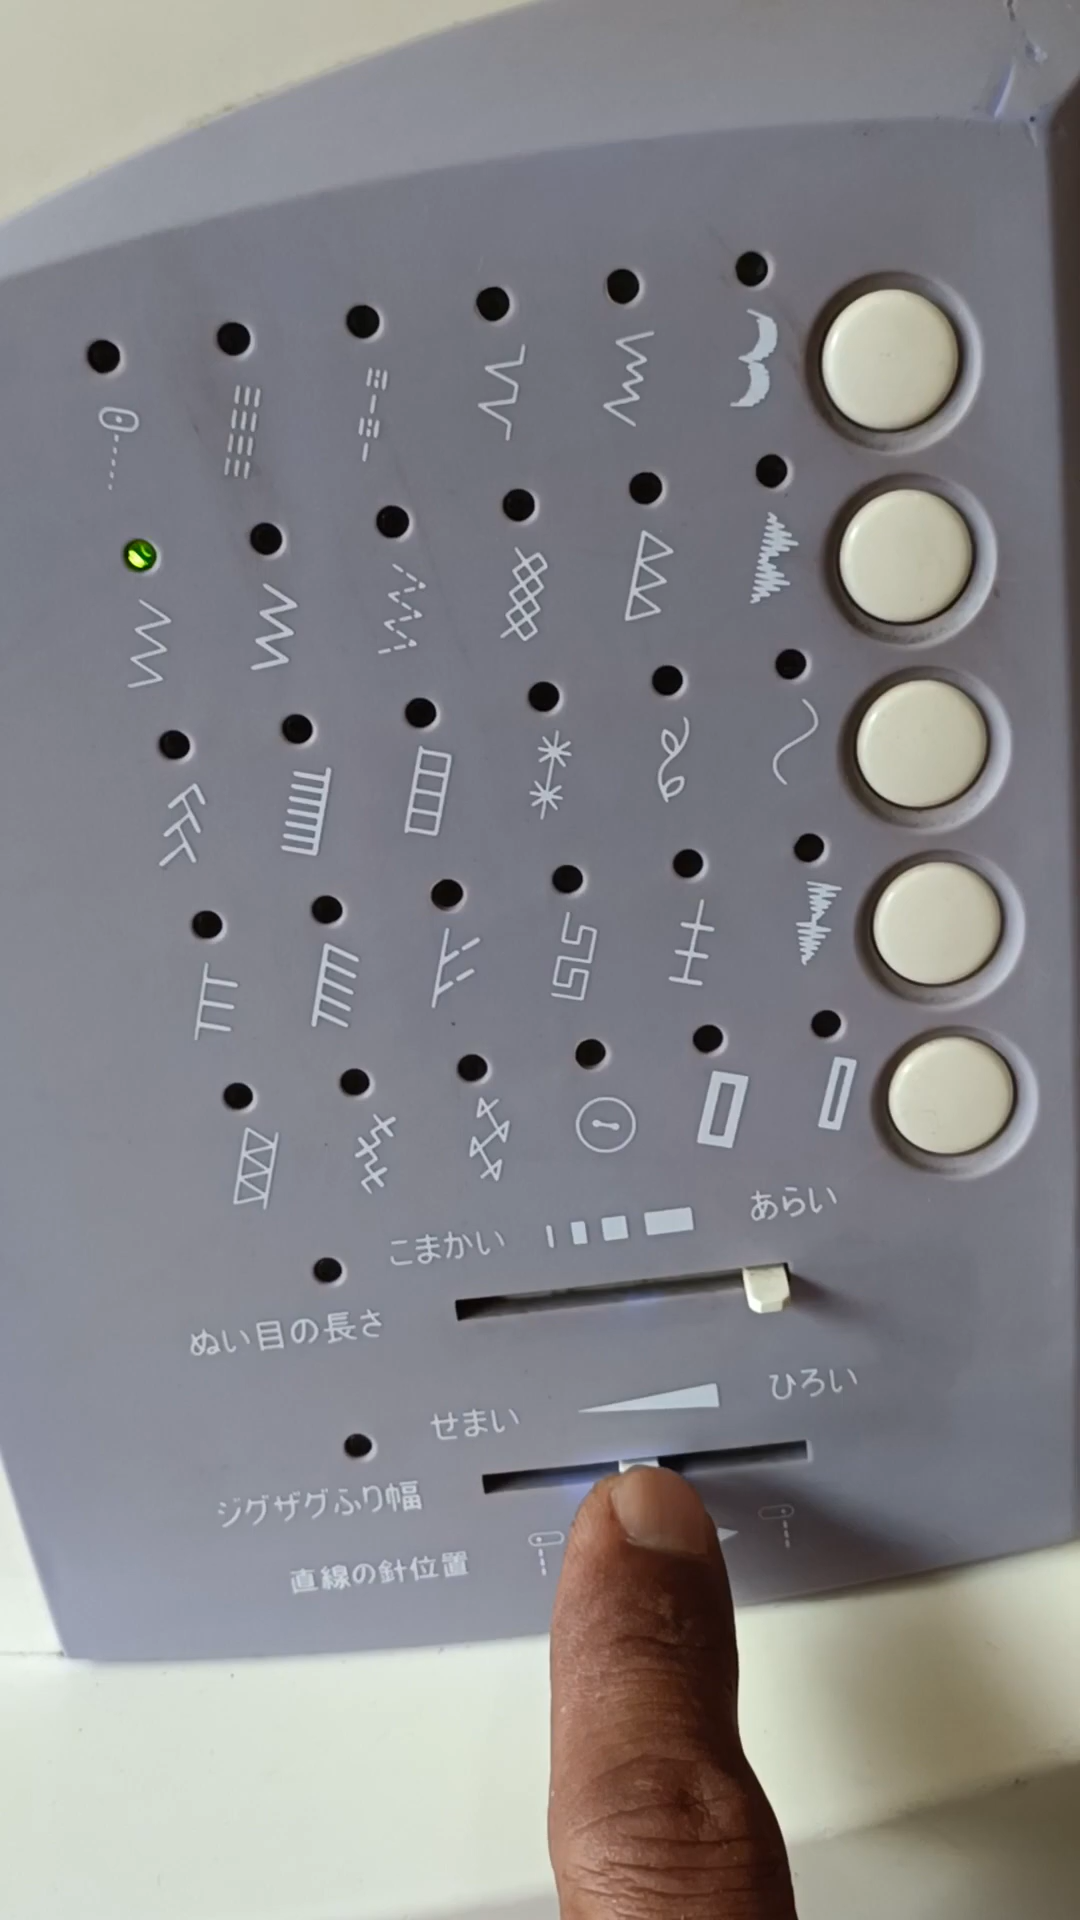 こまかい あらい
ぬい目の長さ
せまい ひろい
ジグザグふり幅
直線の針位置